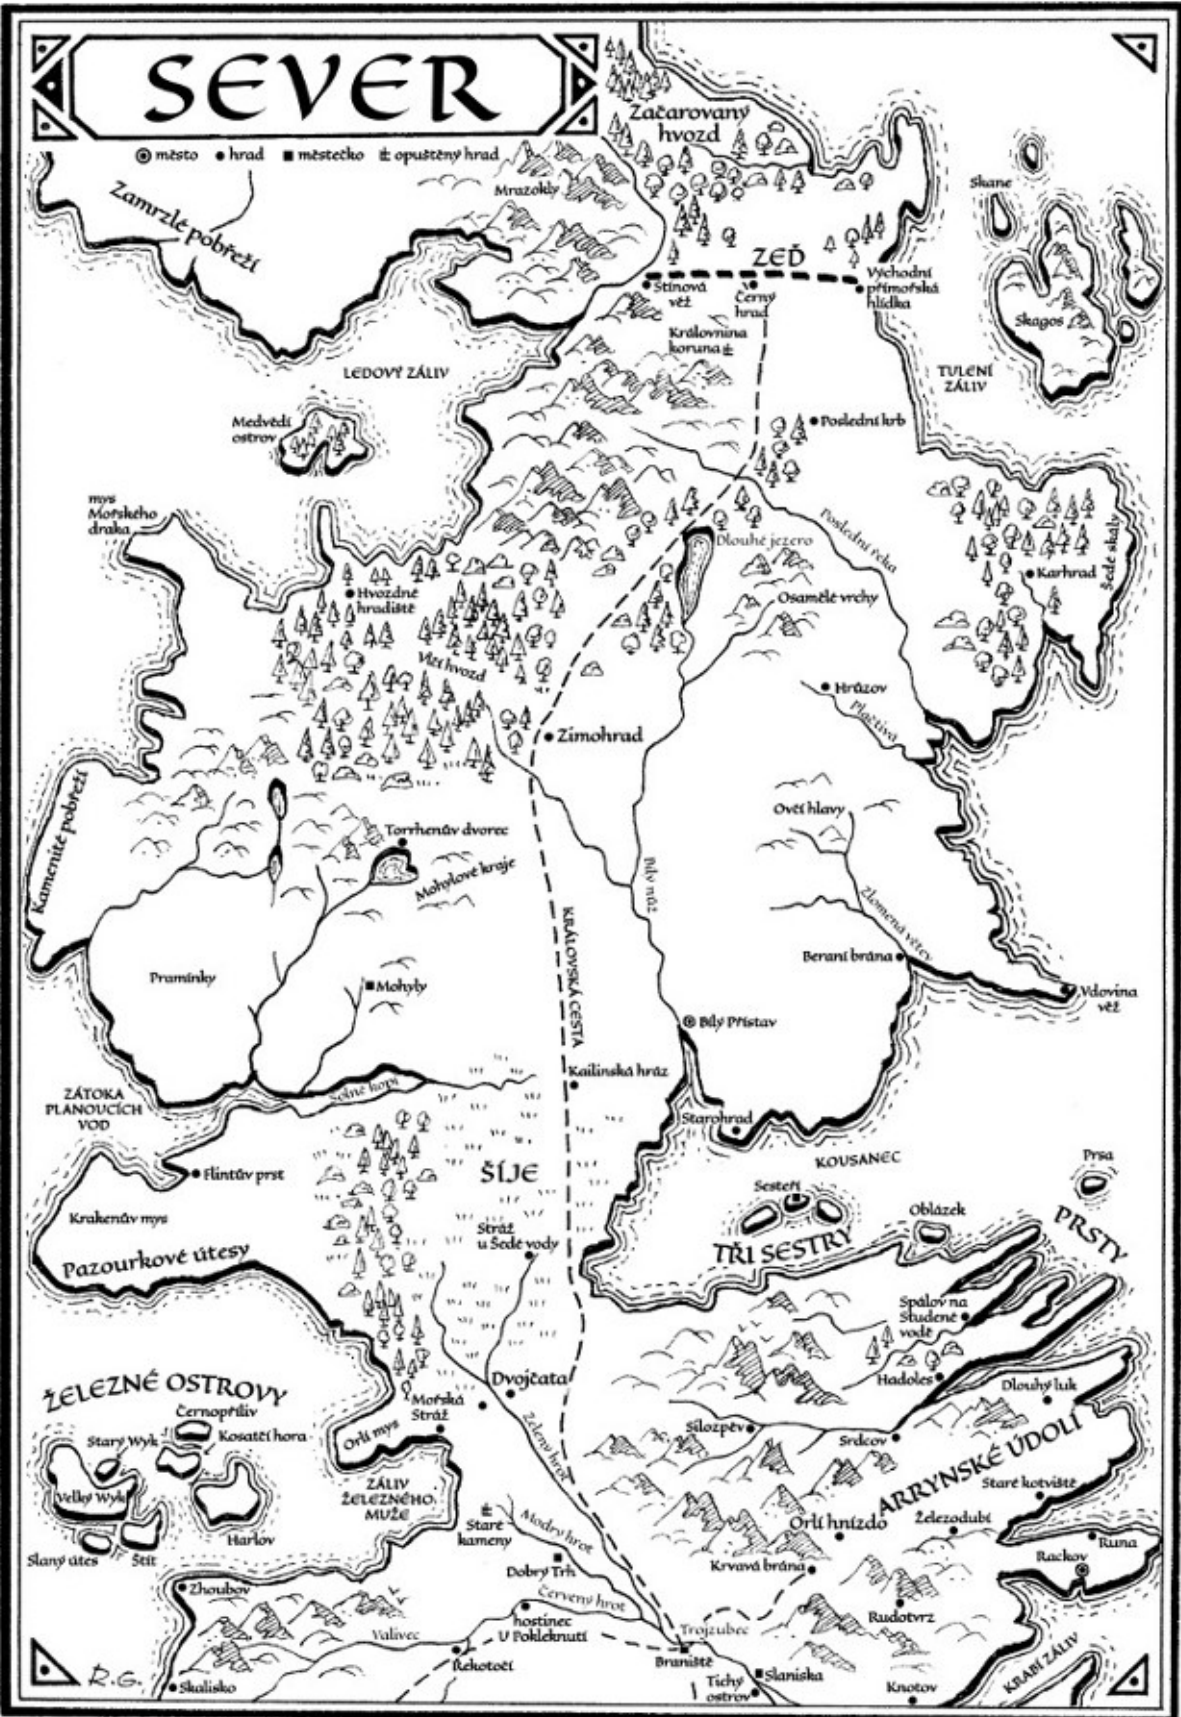 SEVER
město hrad městečko opuštěný hrad
Začarovaný
hvozd
Mrazokly
Zamrzlé pobřeží
Skane
ZEĎ
Stínová
věž
Černý
hrad
Východní
přímořská
hlídka
Skagos
Královnina
koruna
LEDOVÝ ZÁLIV
TULENÍ
ZÁLIV
Medvědí
ostrov
Poslední krb
mys
Mořského
draka
Poslední řeka
Dlouhé jezero
Šedé skály
Karhrad
Hvozdné
hradiště
Osamělé vrchy
Vlčí hvozd
Hrůzov
Plačtivá
Zimohrad
Kamenité pobřeží
Ovčí hlavy
Torrhenův dvorec
Mohylové kraje
Bílý nůž
Zlomená větev
KRÁLOVSKÁ CESTA
Beraní brána
Pramínky
Mohyly
Vdovina
věž
Bílý Přístav
Kailinská hráz
Solné kopí
ZÁTOKA
PLANOUCÍCH
VOD
Starohrad
KOUSANEC
Flintův prst
ŠÍJE
Prsa
Sesteří
Krakenův mys
Oblázek
PRSTY
Stráž
u Šedé vody
TŘI SESTRY
Pazourkové útesy
Spálov na
Studené
vodě
ŽELEZNÉ OSTROVY
Dvojčata
Hadoles
Dlouhý luk
Černopříliv
Mořská
Stráž
Starý Wyk
Kosatčí hora
Orlí mys
Zelený hrot
Silozpěv
Srdcov
ARRYNSKÉ ÚDOLÍ
Velký Wyk
ZÁLIV
ŽELEZNÉHO
MUŽE
Staré kotviště
Harlov
Staré
kameny
Modrý hrot
Orlí hnízdo
Železodubí
Slaný útes
Štít
Runa
Dobrý Trh
Krvavá brána
Rackov
Zhoubov
Červený hrot
hostinec
U Pokleknutí
Rudotvrz
Valivec
Trojzubec
Řekotočí
Braniště
KRABÍ ZÁLIV
R.G.
Skalisko
Tichý
ostrov
Slaniska
Knotov